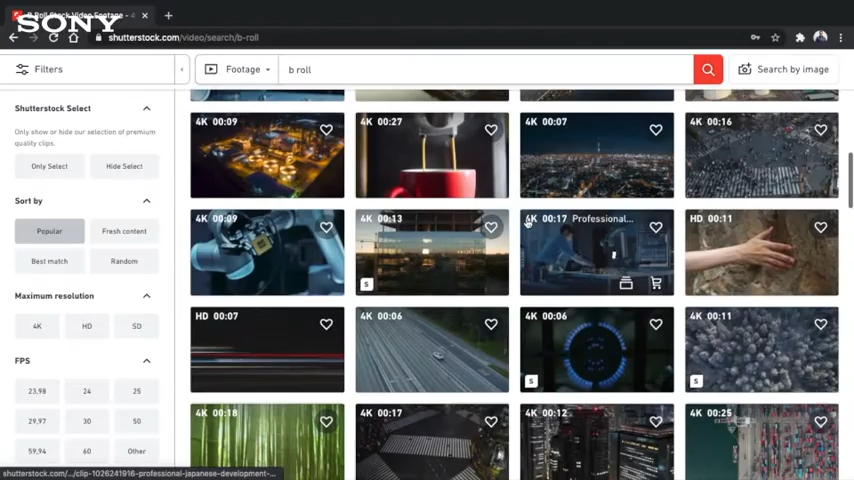 SONY
B Roll Stock Video Footage - 4
shutterstock.com/video/search/b-roll
Filters
Footage
b roll
Search by image
Shutterstock Select
Only show or hide our selection of premium
quality clips.
Only Select
Hide Select
Sort by
Popular
Fresh content
Best match
Random
Maximum resolution
4K
HD
SD
FPS
23,98
24
25
29,97
30
50
59,94
60
Other
4K 00:09
4K 00:27
4K 00:07
4K 00:16
4K 00:09
4K 00:13
S
4K 00:17 Professional...
HD 00:11
HD 00:07
4K 00:06
4K 00:06
S
4K 00:11
S
4K 00:18
4K 00:17
4K 00:12
4K 00:25
shutterstock.com/.../clip-1026241916-professional-japanese-development-...